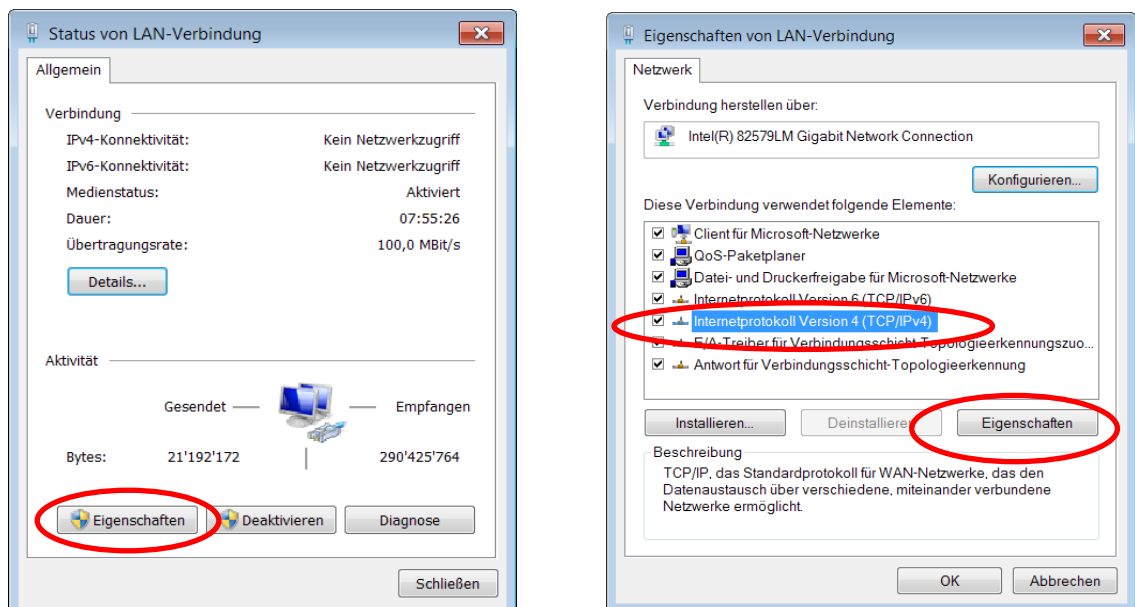 Status von LAN-Verbindung
Allgemein
Verbindung
IPv4-Konnektivität: Kein Netzwerkzugriff
IPv6-Konnektivität: Kein Netzwerkzugriff
Medienstatus: Aktiviert
Dauer: 07:55:26
Übertragungsrate: 100,0 MBit/s
Details...
Aktivität
Gesendet Empfangen
Bytes: 21'192'172 290'425'764
Eigenschaften Deaktivieren Diagnose
Schließen
Eigenschaften von LAN-Verbindung
Netzwerk
Verbindung herstellen über:
Intel(R) 82579LM Gigabit Network Connection
Konfigurieren...
Diese Verbindung verwendet folgende Elemente:
Client für Microsoft-Netzwerke
QoS-Paketplaner
Datei- und Druckerfreigabe für Microsoft-Netzwerke
Internetprotokoll Version 6 (TCP/IPv6)
Internetprotokoll Version 4 (TCP/IPv4)
E/A-Treiber für Verbindungsschicht-Topologieerkennungszuo...
Antwort für Verbindungsschicht-Topologieerkennung
Installieren... Deinstallieren Eigenschaften
Beschreibung
TCP/IP, das Standardprotokoll für WAN-Netzwerke, das den
Datenaustausch über verschiedene, miteinander verbundene
Netzwerke ermöglicht.
OK Abbrechen